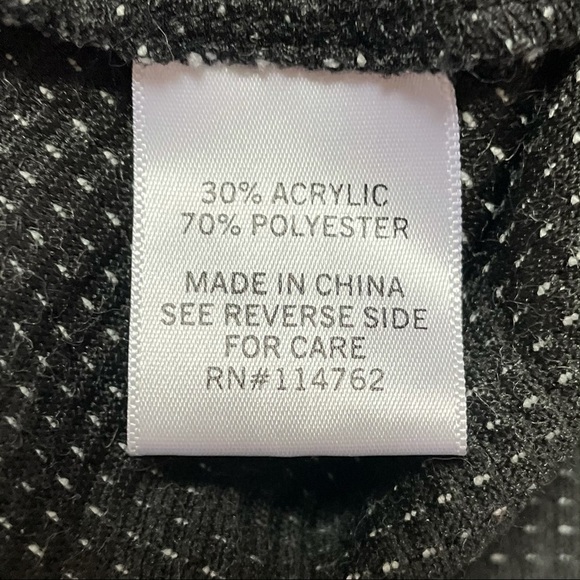 30% ACRYLIC
70% POLYESTER
MADE IN CHINA
SEE REVERSE SIDE
FOR CARE
RN#114762